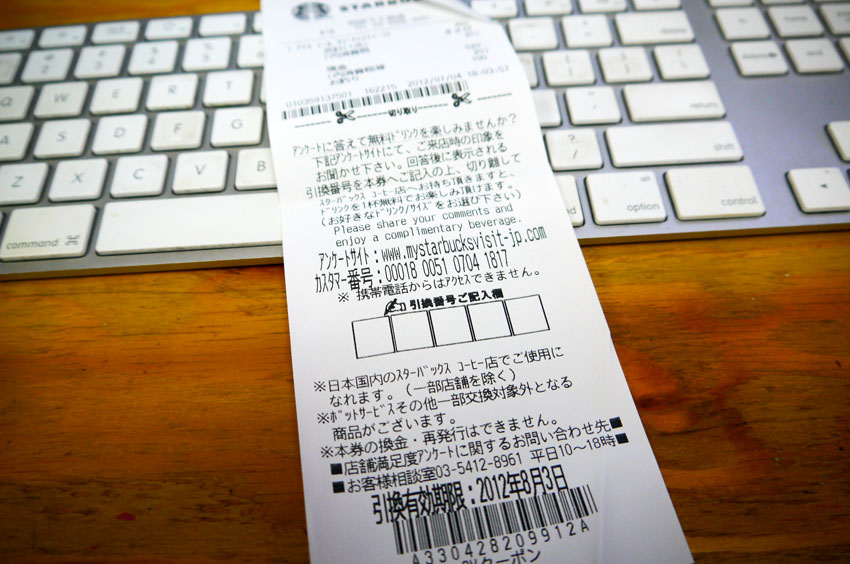 010359137501 162215 2012/07/04 18:03:57
切り取り
アンケートに答えて無料ﾄﾞﾘﾝｸを楽しみませんか？
下記アンケートサイトにて、ご来店時の印象を
お聞かせ下さい。回答後に表示される
引換番号を本券へご記入の上、切り離して
ｽﾀｰﾊﾞｯｸｽ ｺｰﾋｰ店へお持ち頂きますと、
ﾄﾞﾘﾝｸを1杯無料でお楽しみ頂けます。
(お好きなﾄﾞﾘﾝｸ/ｻｲｽﾞをお選び下さい)
Please share your comments and
enjoy a complimentary beverage.
アンケートサイト：www.mystarbucksvisit-jp.com
カスタマー番号：00018 0051 0704 1817
※ 携帯電話からはｱｸｾｽできません。
引換番号ご記入欄
※日本国内のｽﾀｰﾊﾞｯｸｽ ｺｰﾋｰ店でご使用に
なれます。(一部店舗を除く)
※ﾎﾟｯﾄｻｰﾋﾞｽその他一部交換対象外となる
商品がございます。
※本券の換金・再発行はできません。
■店舗満足度ｱﾝｹｰﾄに関するお問い合わせ先■
■お客様相談室03-5412-8961 平日10～18時■
引換有効期限：2012年8月3日
A330428209912A
command ⌘
return
shift
option
control
delete